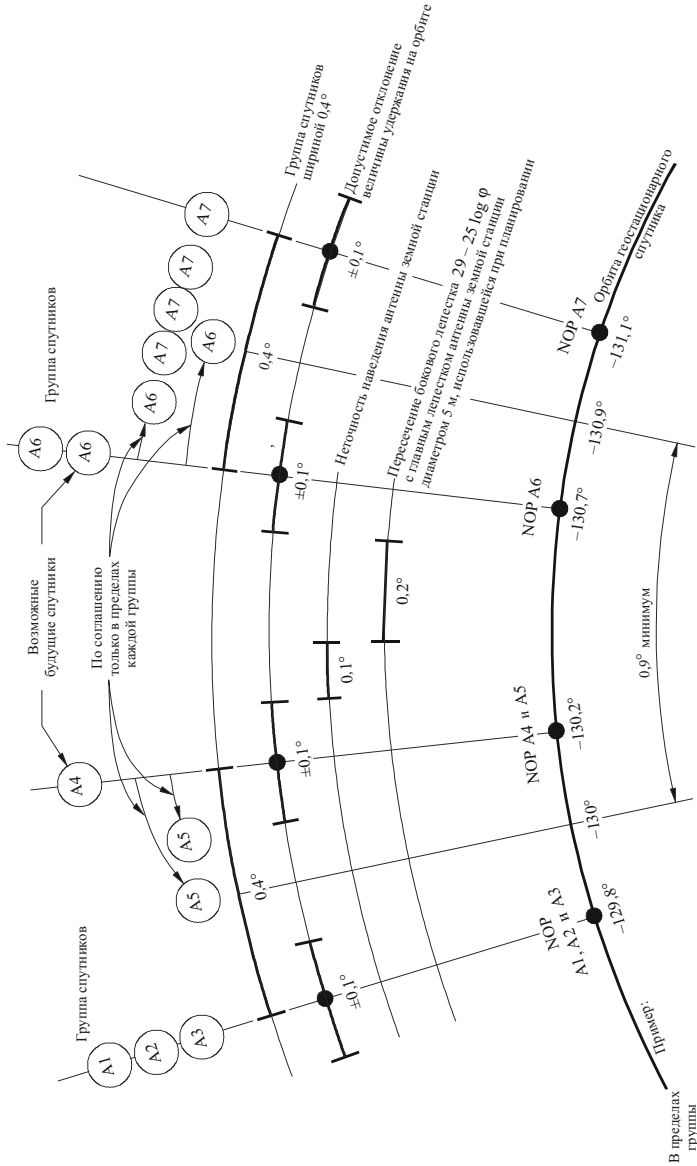 Группа спутников
A1
A2
A3
A5
A5
A4
Возможные
будущие спутники
По соглашению
только в пределах
каждой группы
Группа спутников
A6
A6
A6
A6
A7
A7
A7
A7
Группа спутников
шириной 0,4°
Допустимое отклонение
величины удержания на орбите
0,4°
0,4°
±0,1°
±0,1°
±0,1°
±0,1°
Неточность наведения антенны земной станции
0,1°
Пересечение бокового лепестка 29 – 25 log φ
с главным лепестком антенны земной станции
диаметром 5 м, использовавшейся при планировании
0,2°
NOP
A1, A2 и A3
–129,8°
–130°
NOP A4 и A5
–130,2°
NOP A6
–130,7°
–130,9°
NOP A7
–131,1°
Орбита геостационарного
спутника
0,9° минимум
Пример:
В пределах
группы